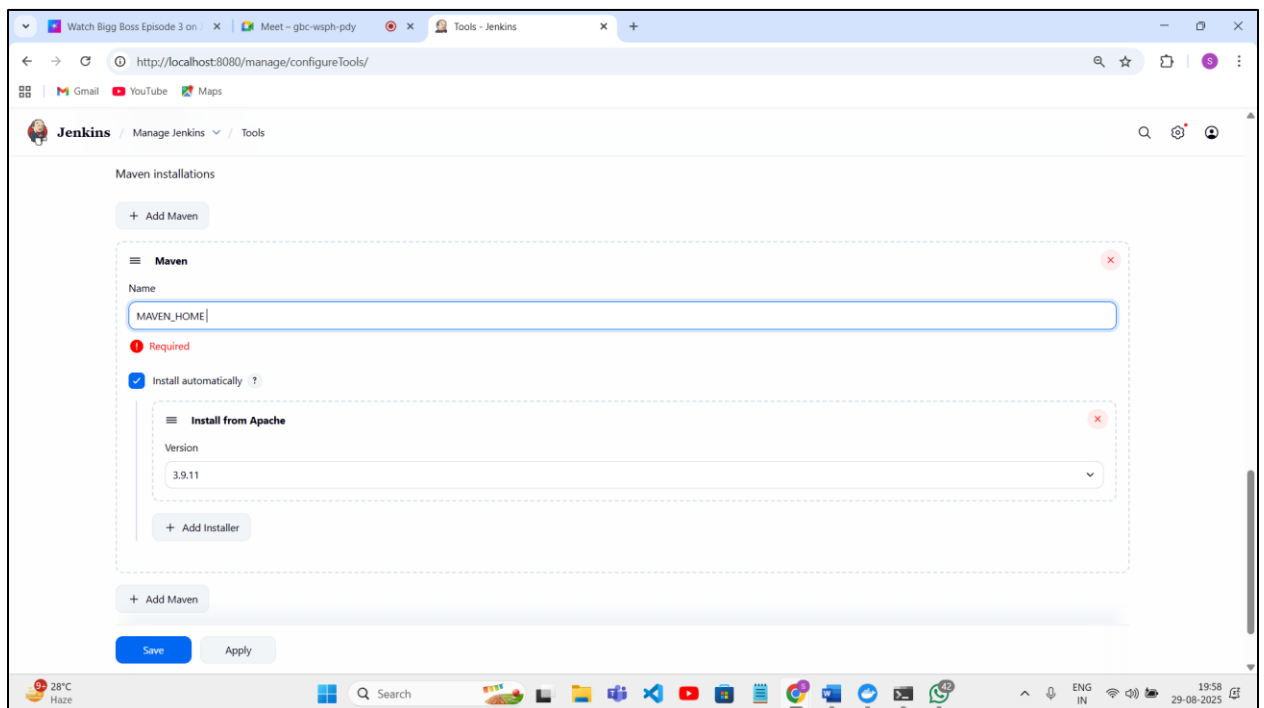 Watch Bigg Boss Episode 3 on J
Meet – gbc-wsph-pdy
Tools - Jenkins
http://localhost:8080/manage/configureTools/
S
Gmail
YouTube
Maps
Jenkins / Manage Jenkins / Tools
Maven installations
+ Add Maven
Maven
Name
MAVEN_HOME
Required
Install automatically ?
Install from Apache
Version
3.9.11
+ Add Installer
+ Add Maven
Save
Apply
9+
28°C
Haze
Search
42
ENG
IN
19:58
29-08-2025